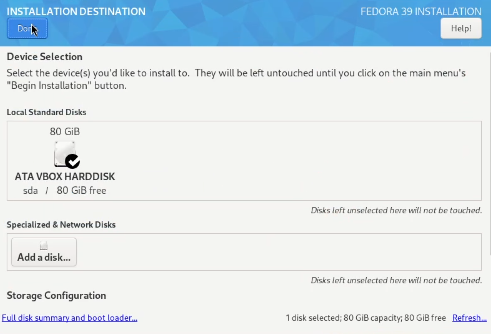 INSTALLATION DESTINATION
FEDORA 39 INSTALLATION
Done
Help!
Device Selection
Select the device(s) you'd like to install to.  They will be left untouched until you click on the main menu's
"Begin Installation" button.
Local Standard Disks
80 GiB
ATA VBOX HARDDISK
sda / 80 GiB free
Disks left unselected here will not be touched.
Specialized & Network Disks
Add a disk...
Disks left unselected here will not be touched.
Storage Configuration
Full disk summary and boot loader...
1 disk selected; 80 GiB capacity; 80 GiB free Refresh...